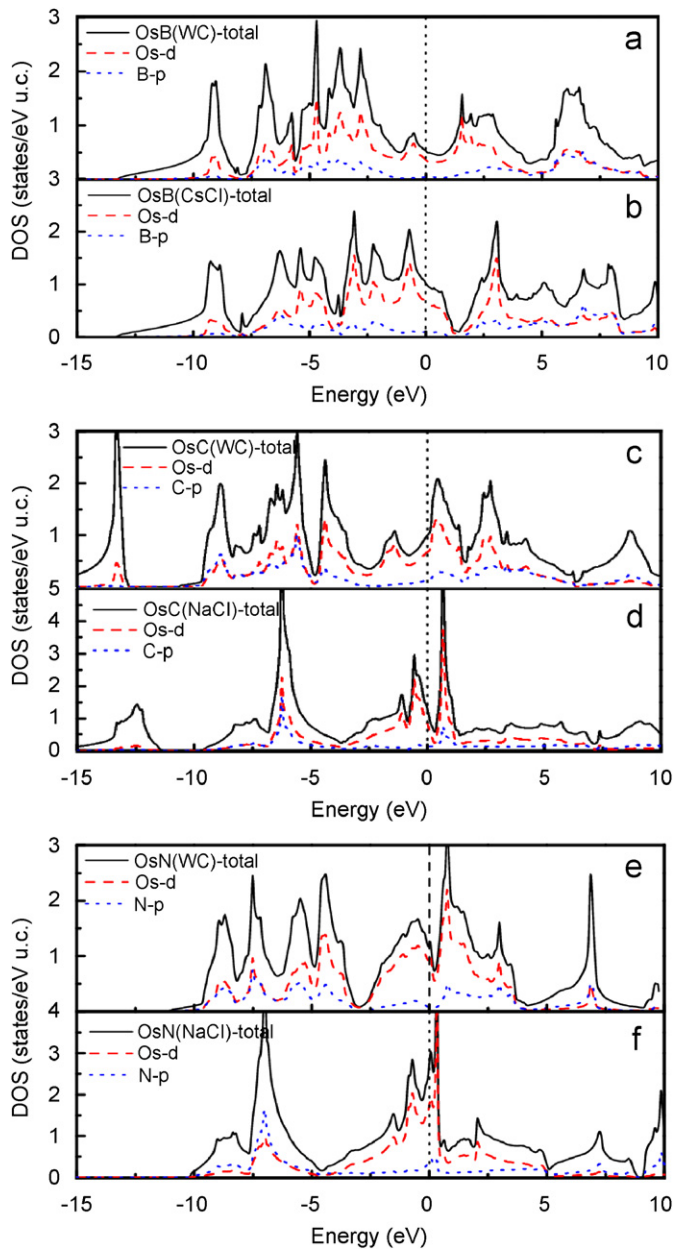 OsB(WC)-total
Os-d
B-p
a
3
2
1
3
OsB(CsCl)-total
Os-d
B-p
b
2
1
0
DOS (states/eV u.c.)
-15 -10 -5 0 5 10
Energy (eV)
OsC(WC)-total
Os-d
C-p
c
3
2
1
5
OsC(NaCl)-total
Os-d
C-p
d
4
3
2
1
0
DOS (states/eV u.c.)
-15 -10 -5 0 5 10
Energy (eV)
OsN(WC)-total
Os-d
N-p
e
3
2
1
4
OsN(NaCl)-total
Os-d
N-p
f
3
2
1
0
DOS (states/eV u.c.)
-15 -10 -5 0 5 10
Energy (eV)